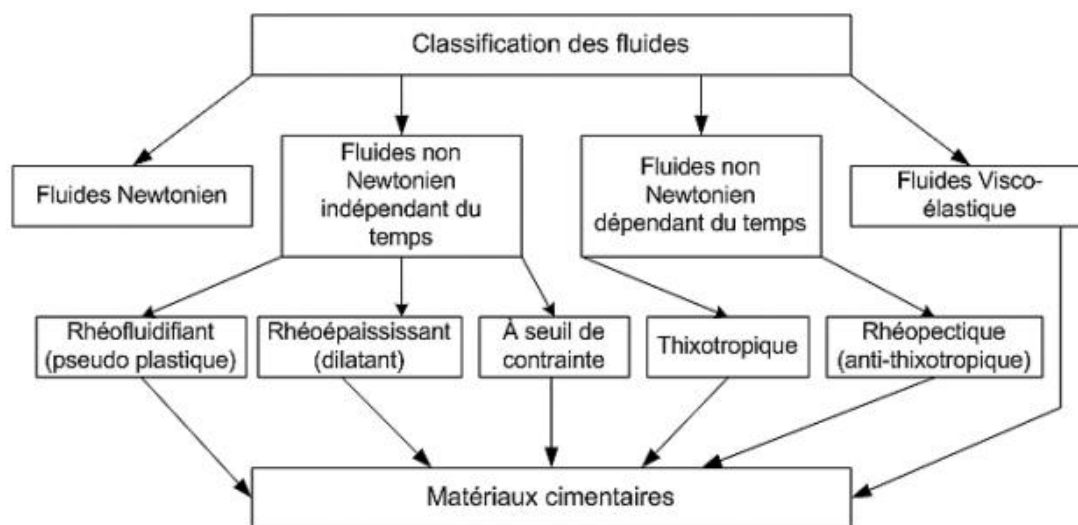 Classification des fluides
Fluides Newtonien
Fluides non
Newtonien
indépendant du
temps
Fluides non
Newtonien
dépendant du temps
Fluides Visco-
élastique
Rhéofluidifiant
(pseudo plastique)
Rhéoépaississant
(dilatant)
À seuil de
contrainte
Thixotropique
Rhéopectique
(anti-thixotropique)
Matériaux cimentaires